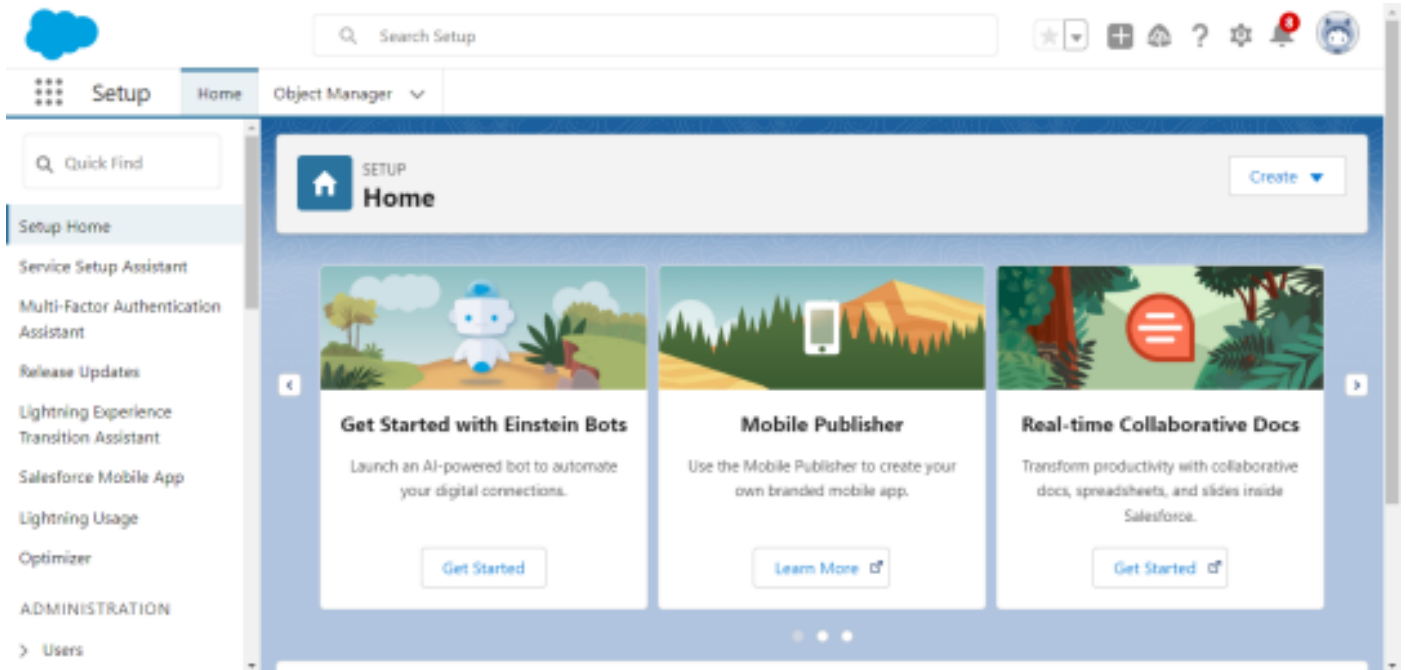 Search Setup
8
Setup
Home
Object Manager
Quick Find
Setup Home
Service Setup Assistant
Multi-Factor Authentication
Assistant
Release Updates
Lightning Experience
Transition Assistant
Salesforce Mobile App
Lightning Usage
Optimizer
ADMINISTRATION
Users
SETUP
Home
Create
Get Started with Einstein Bots
Launch an AI-powered bot to automate
your digital connections.
Get Started
Mobile Publisher
Use the Mobile Publisher to create your
own branded mobile app.
Learn More
Real-time Collaborative Docs
Transform productivity with collaborative
docs, spreadsheets, and slides inside
Salesforce.
Get Started